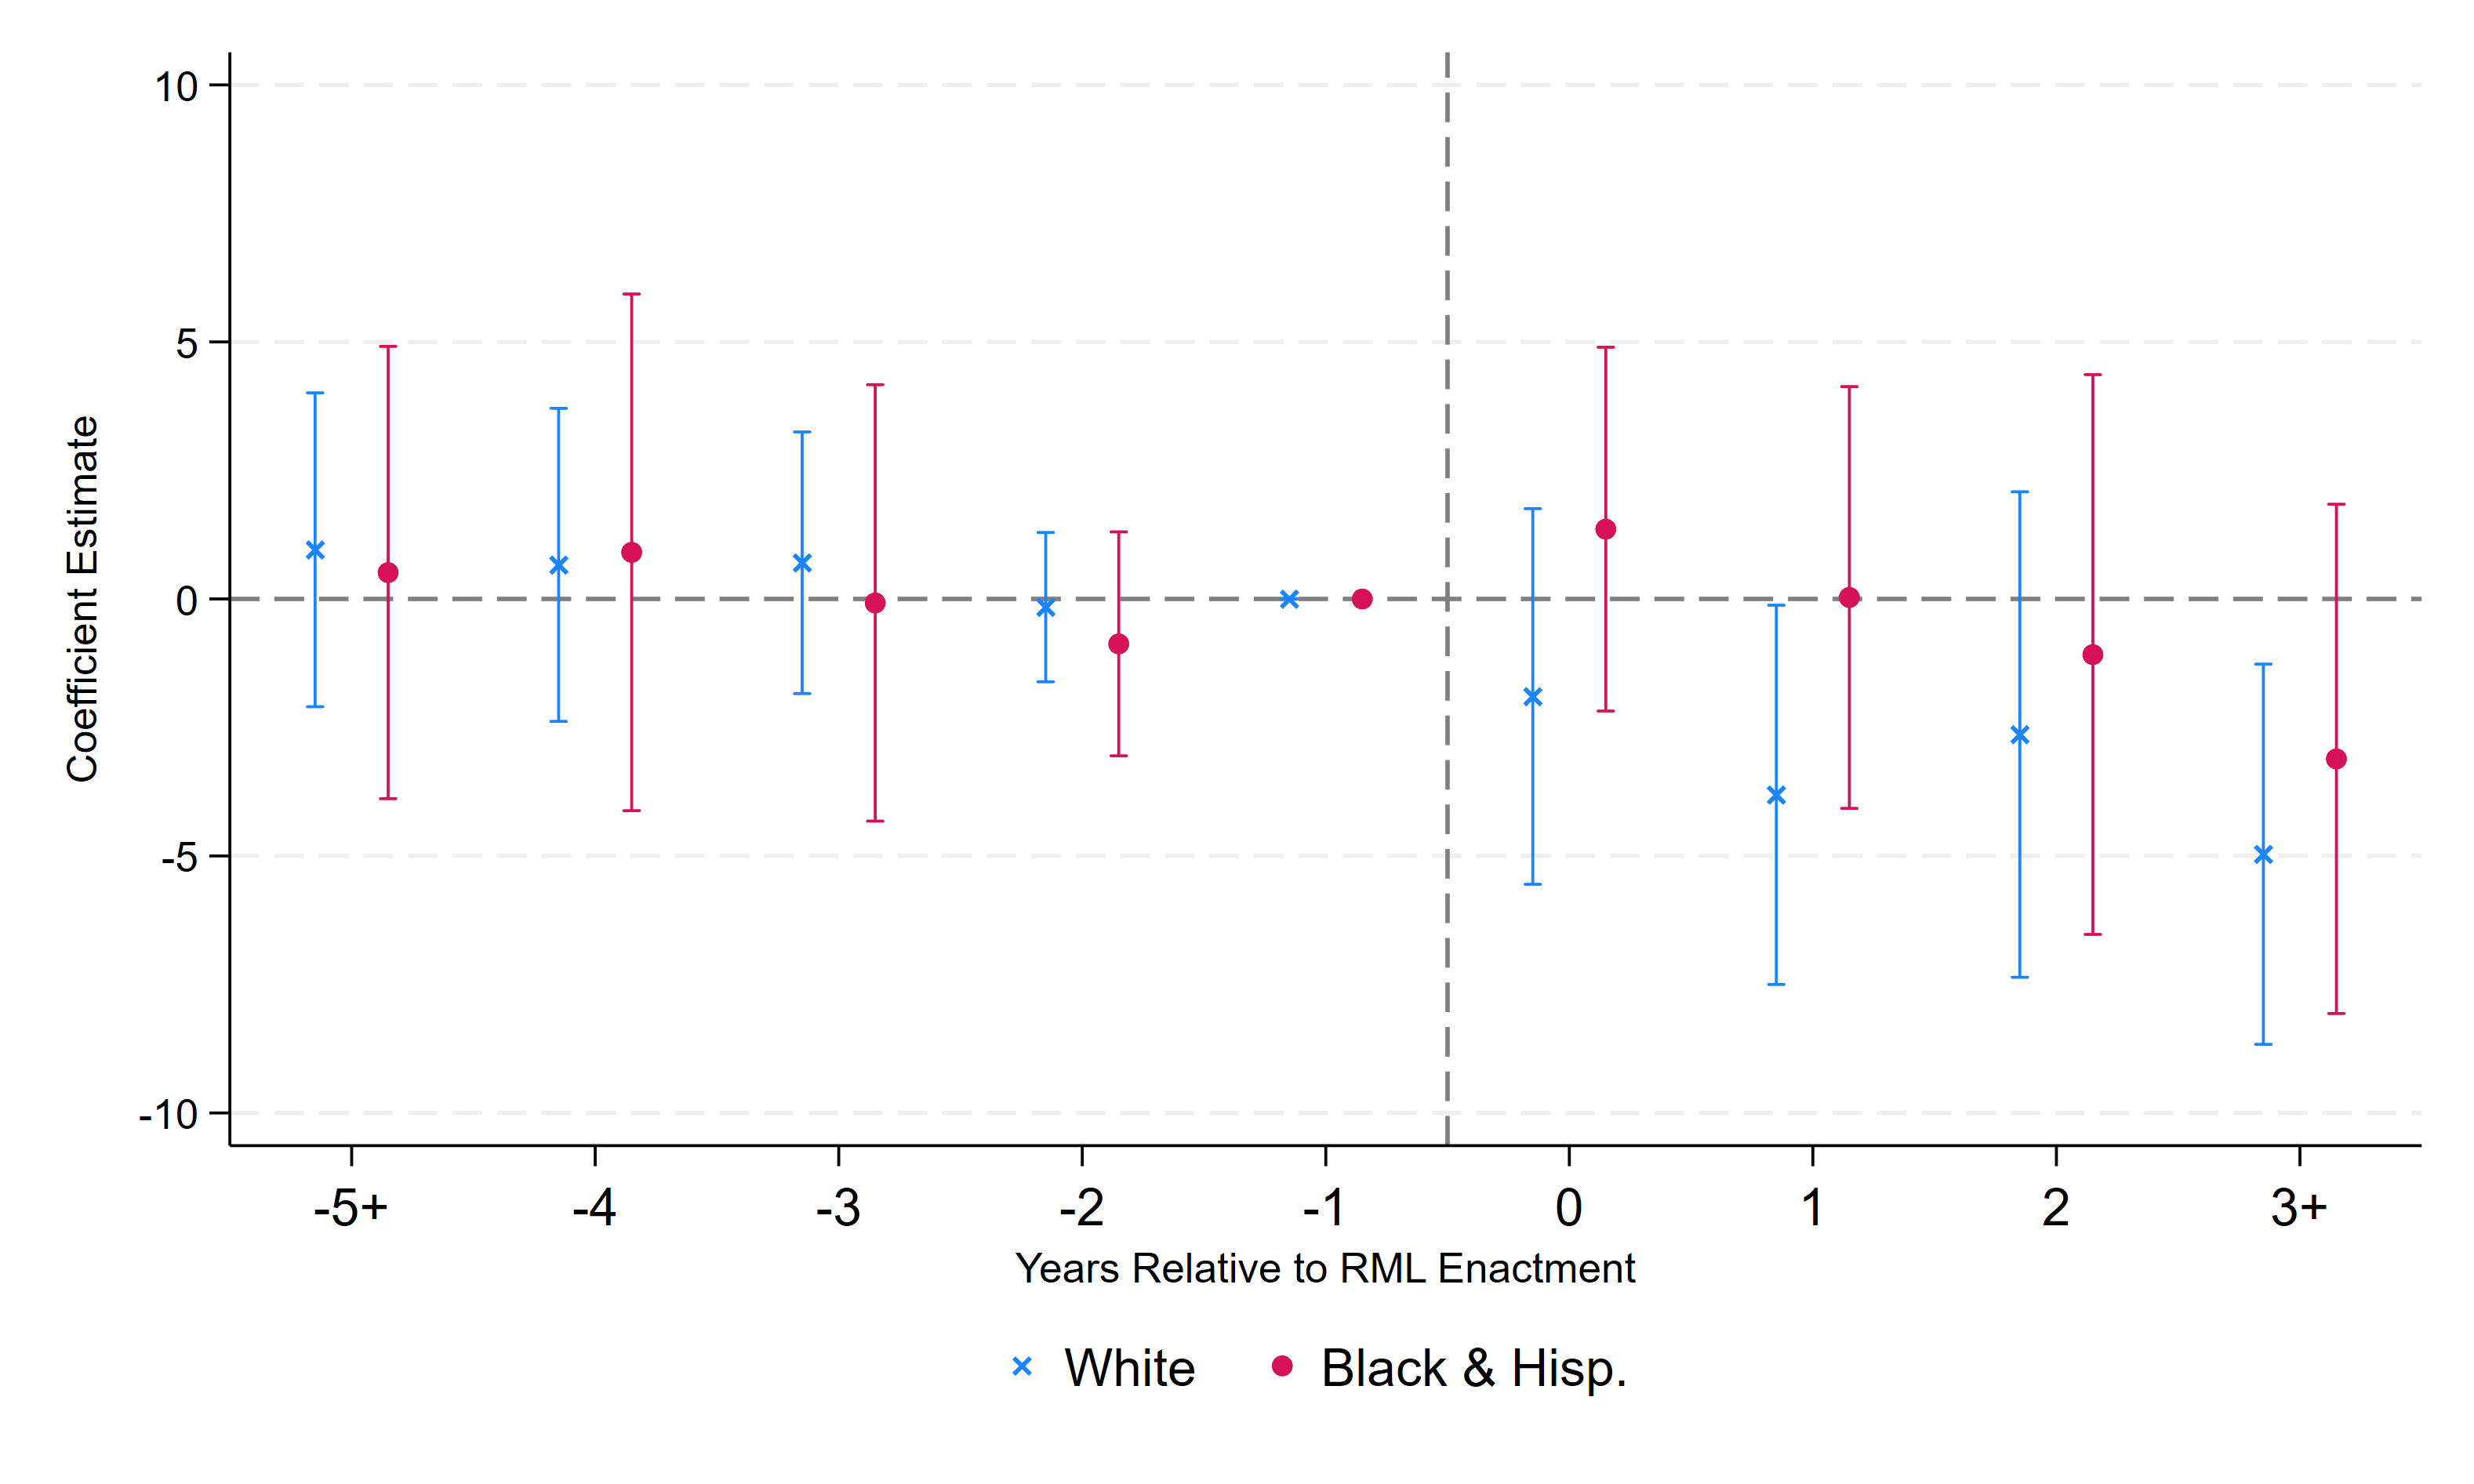 Coefficient Estimate
10
5
0
-5
-10
-5+ -4 -3 -2 -1 0 1 2 3+
Years Relative to RML Enactment
White Black & Hisp.